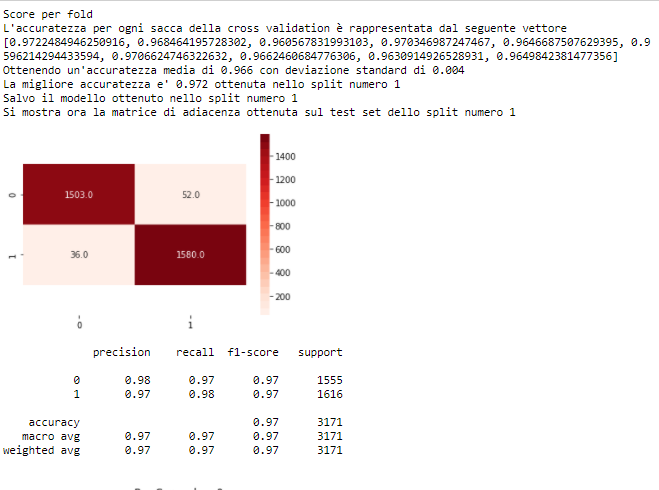 Score per fold
L'accuratezza per ogni sacca della cross validation è rappresentata dal seguente vettore
[0.9722484946250916, 0.968464195728302, 0.960567831993103, 0.970346987247467, 0.9646687507629395, 0.9
596214294433594, 0.9706624746322632, 0.9662460684776306, 0.9630914926528931, 0.9649842381477356]
Ottenendo un'accuratezza media di 0.966 con deviazione standard di 0.004
La migliore accuratezza e' 0.972 ottenuta nello split numero 1
Salvo il modello ottenuto nello split numero 1
Si mostra ora la matrice di adiacenza ottenuta sul test set dello split numero 1
1400
1200
1000
800
600
400
200
0 1503.0 52.0
1 36.0 1580.0
0 1
precision recall f1-score support
0 0.98 0.97 0.97 1555
1 0.97 0.98 0.97 1616
accuracy 0.97 3171
macro avg 0.97 0.97 0.97 3171
weighted avg 0.97 0.97 0.97 3171